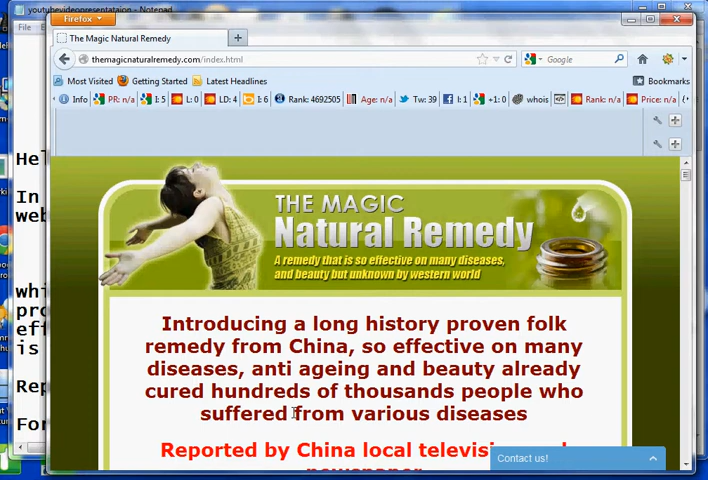 youtubevideopresentataion - Notepad
File
Firefox
The Magic Natural Remedy
themagicnaturalremedy.com/index.html
Google
Most Visited Getting Started Latest Headlines Bookmarks
Info PR: n/a I: 5 L: 0 LD: 4 I: 6 Rank: 4692505 Age: n/a Tw: 39 I: 1 +1: 0 whois Rank: n/a Price: n/a
Hel
In
web
whi
pro
eff
is
Rep
For
THE MAGIC
Natural Remedy
A remedy that is so effective on many diseases,
and beauty but unknown by western world
Introducing a long history proven folk
remedy from China, so effective on many
diseases, anti ageing and beauty already
cured hundreds of thousands people who
suffered from various diseases
Reported by China local
Contact us!